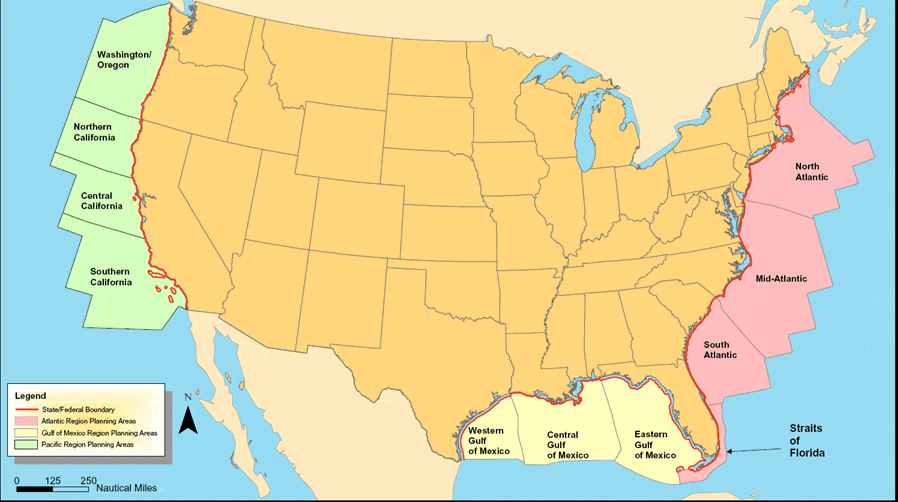 Washington/
Oregon
Northern
California
Central
California
Southern
California
North
Atlantic
Mid-Atlantic
South
Atlantic
Western
Gulf
of Mexico
Central
Gulf
of Mexico
Eastern
Gulf
of Mexico
Straits
of
Florida
Legend
State/Federal Boundary
Atlantic Region Planning Areas
Gulf of Mexico Region Planning Areas
Pacific Region Planning Areas
N
0 125 250
Nautical Miles